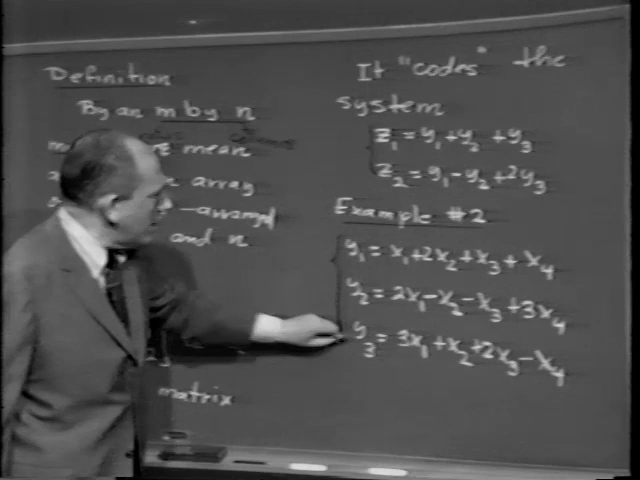 Definition
By an m by n
rows columns
mean
array
-arranged
and n
matrix
It "codes" the
system
z₁ = y₁ + y₂ + y₃
z₂ = y₁ - y₂ + 2y₃
Example #2
y₁ = x₁ + 2x₂ + x₃ + x₄
y₂ = 2x₁ - x₂ - x₃ + 3x₄
y₃ = 3x₁ + x₂ + 2x₃ - x₄